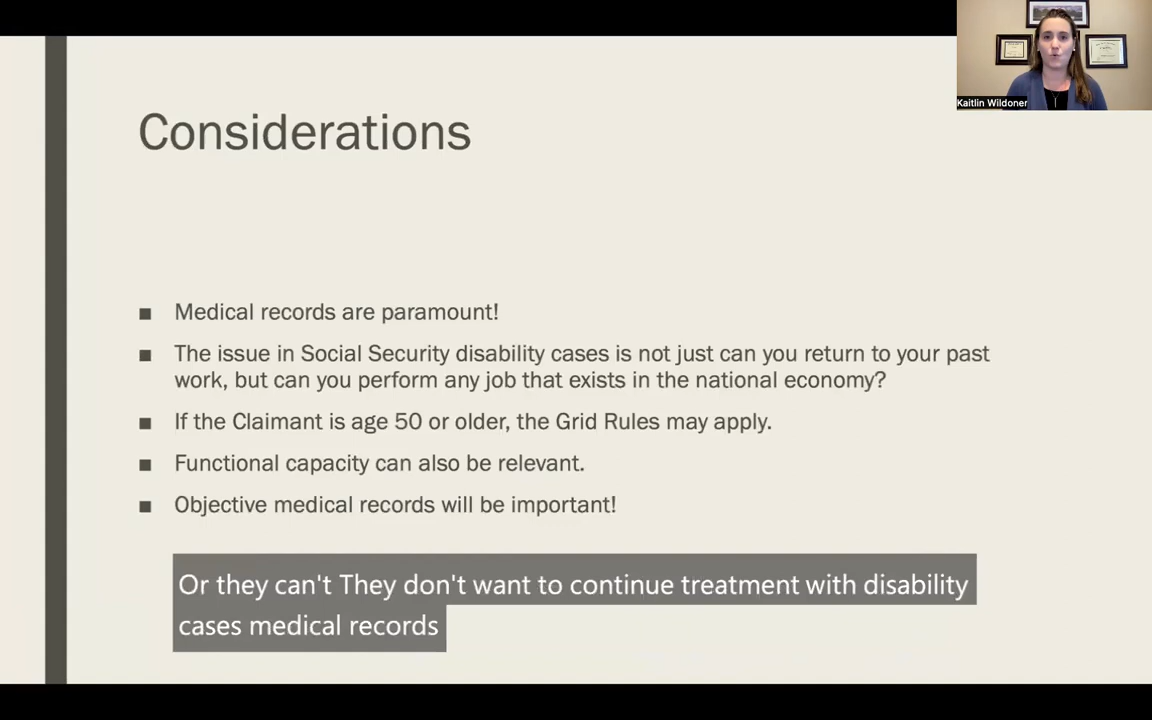 Kaitlin Wildoner
Considerations
■ Medical records are paramount!
■ The issue in Social Security disability cases is not just can you return to your past
work, but can you perform any job that exists in the national economy?
■ If the Claimant is age 50 or older, the Grid Rules may apply.
■ Functional capacity can also be relevant.
■ Objective medical records will be important!
Or they can't They don't want to continue treatment with disability
cases medical records